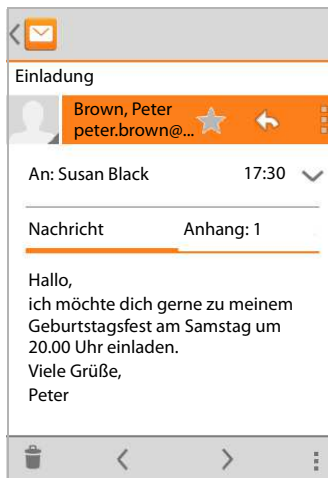 Einladung
Brown, Peter
peter.brown@...
An: Susan Black 17:30
Nachricht Anhang: 1
Hallo,
ich möchte dich gerne zu meinem
Geburtstagsfest am Samstag um
20.00 Uhr einladen.
Viele Grüße,
Peter